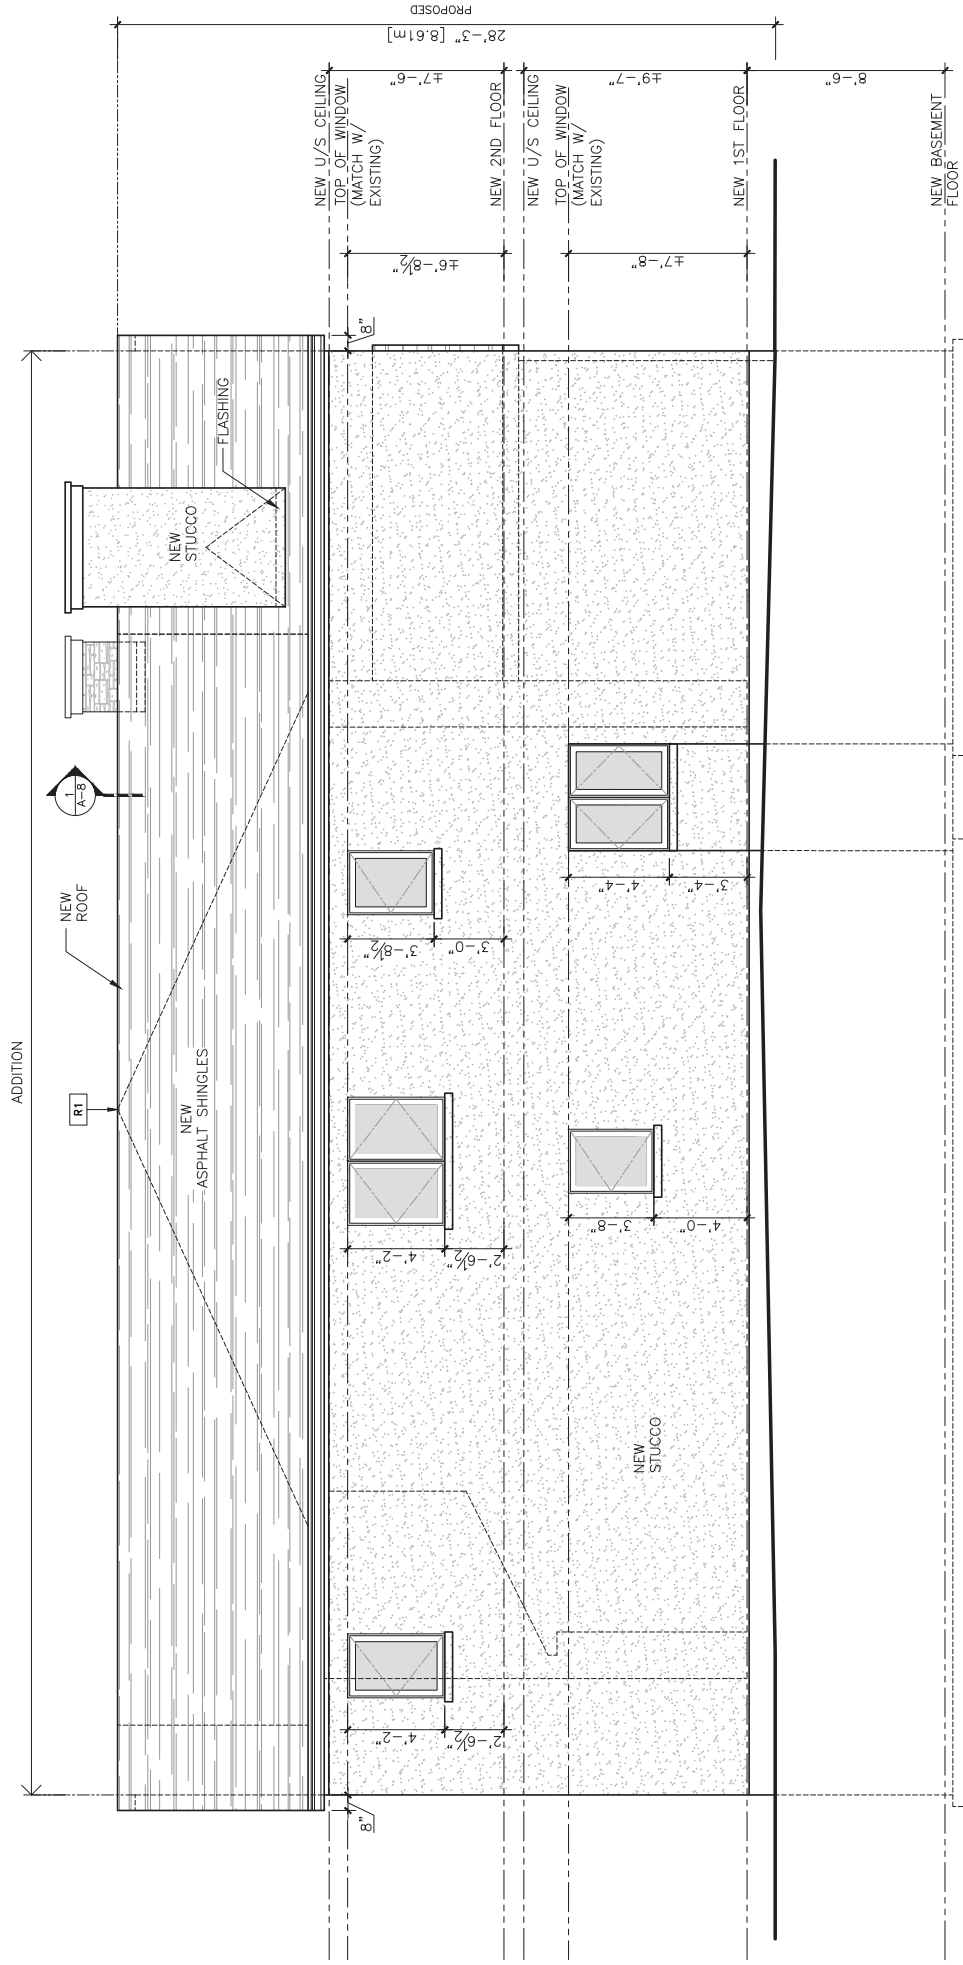 ADDITION
PROPOSED
28'-3" [8.61m]
NEW U/S CEILING
TOP OF WINDOW
(MATCH W/
EXISTING)
±7'-6"
NEW 2ND FLOOR
NEW U/S CEILING
TOP OF WINDOW
(MATCH W/
EXISTING)
±9'-7"
NEW 1ST FLOOR
8'-6"
NEW BASEMENT
FLOOR
±6'-8½"
±7'-8"
8"
8"
FLASHING
NEW
STUCCO
1
A-8
NEW
ROOF
R1
NEW
ASPHALT SHINGLES
3'-8½"
3'-0"
4'-4"
3'-4"
4'-2"
2'-6½"
3'-8"
4'-0"
NEW
STUCCO
4'-2"
2'-6½"